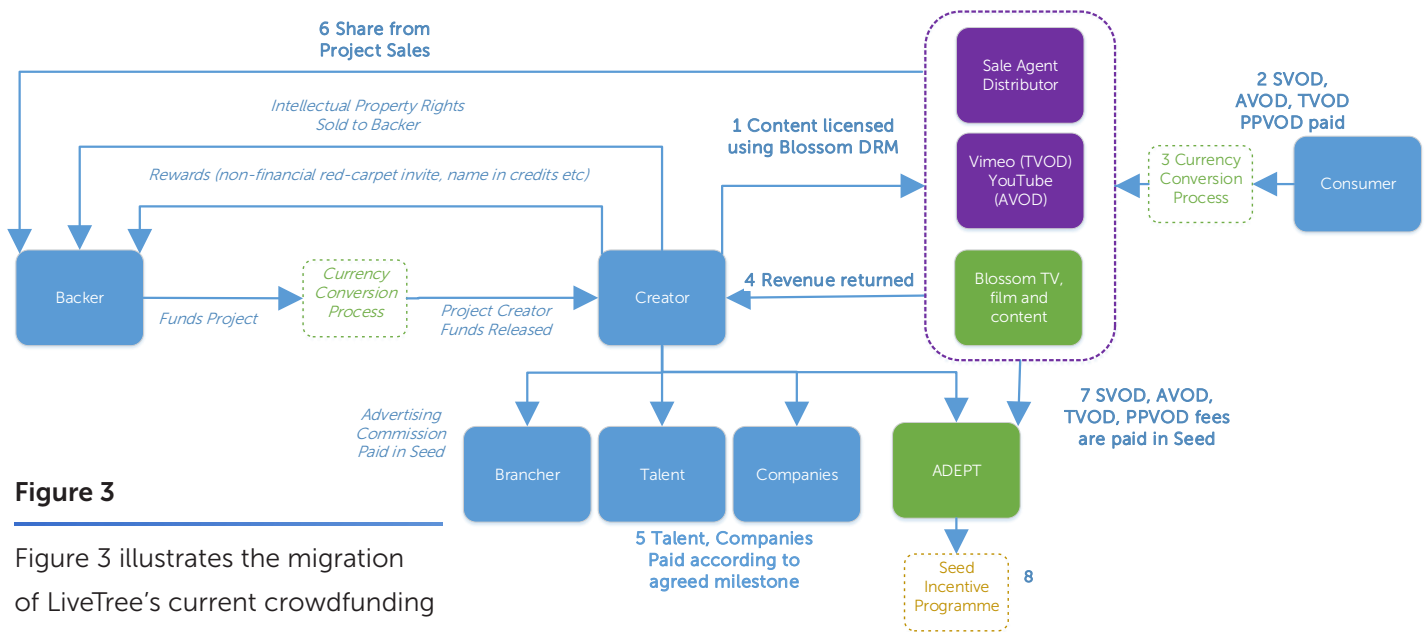 6 Share from
Project Sales
Intellectual Property Rights
Sold to Backer
Rewards (non-financial red-carpet invite, name in credits etc)
1 Content licensed
using Blossom DRM
Sale Agent
Distributor
Vimeo (TVOD)
YouTube
(AVOD)
Blossom TV,
film and
content
2 SVOD,
AVOD, TVOD
PPVOD paid
3 Currency
Conversion
Process
Consumer
Backer
Funds Project
Currency
Conversion
Process
Project Creator
Funds Released
Creator
4 Revenue returned
7 SVOD, AVOD,
TVOD, PPVOD fees
are paid in Seed
Advertising
Commission
Paid in Seed
Brancher
Talent
Companies
ADEPT
5 Talent, Companies
Paid according to
agreed milestone
Seed
Incentive
Programme
8
Figure 3
Figure 3 illustrates the migration
of LiveTree’s current crowdfunding